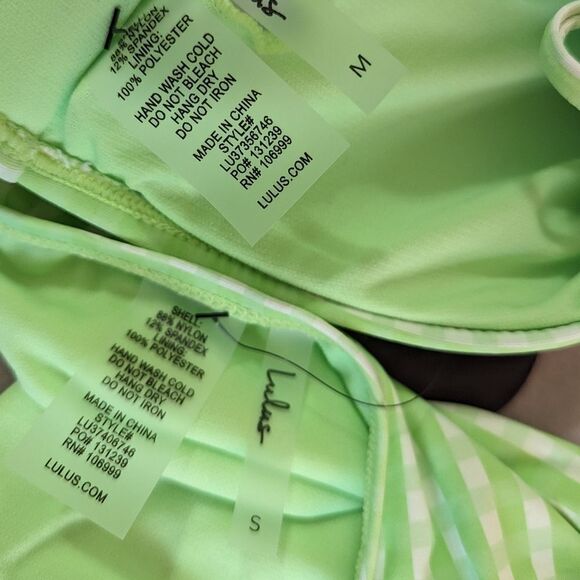 88% NYLON
12% SPANDEX
LINING:
100% POLYESTER
HAND WASH COLD
DO NOT BLEACH
HANG DRY
DO NOT IRON
MADE IN CHINA
STYLE#
LU37356746
PO# 131239
RN# 106999
LULUS.COM
Lulus
M
SHELL:
88% NYLON
12% SPANDEX
LINING:
100% POLYESTER
HAND WASH COLD
DO NOT BLEACH
HANG DRY
DO NOT IRON
MADE IN CHINA
STYLE#
LU37406746
PO# 131239
RN# 106999
LULUS.COM
Lulus
S